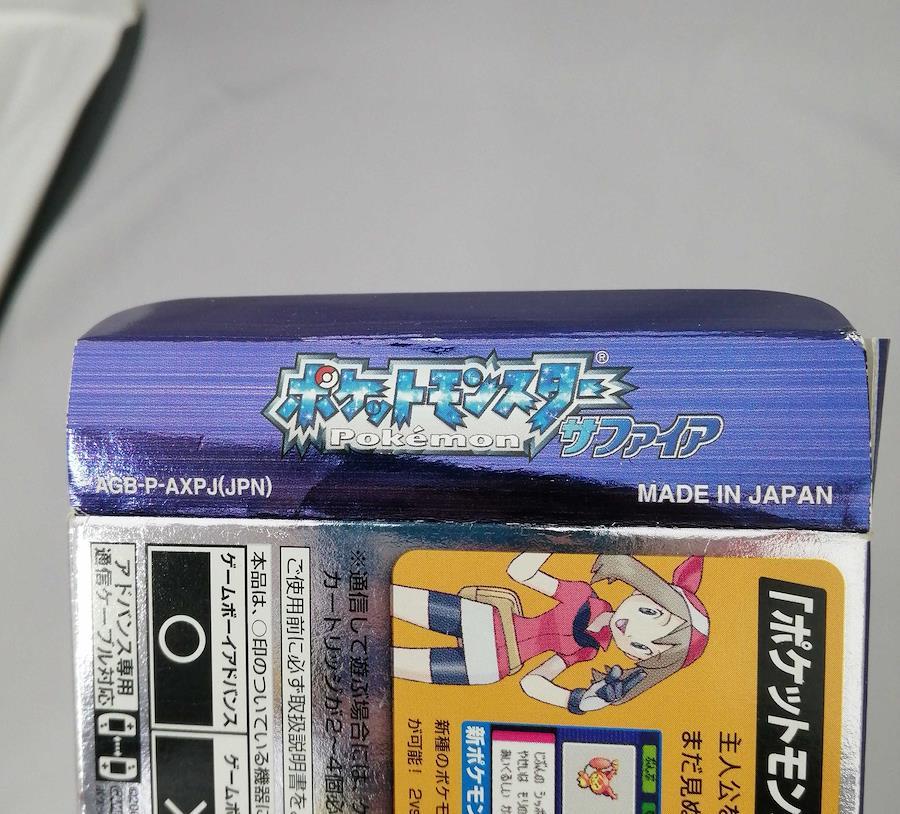 ポケットモンスター®
Pokémon
サファイア
AGB-P-AXPJ(JPN)
MADE IN JAPAN
アドバンス専用
通信ケーブル対応
ゲームボーイアドバンス
本品は、○印のついている機器に
ご使用前に必ず取扱説明書を
※通信して遊ぶ場合には、
カートリッジが2～4個必
「ポケットモン
主人公
まだ見ぬ
新種のポケモ
が可能！
新ポケモン